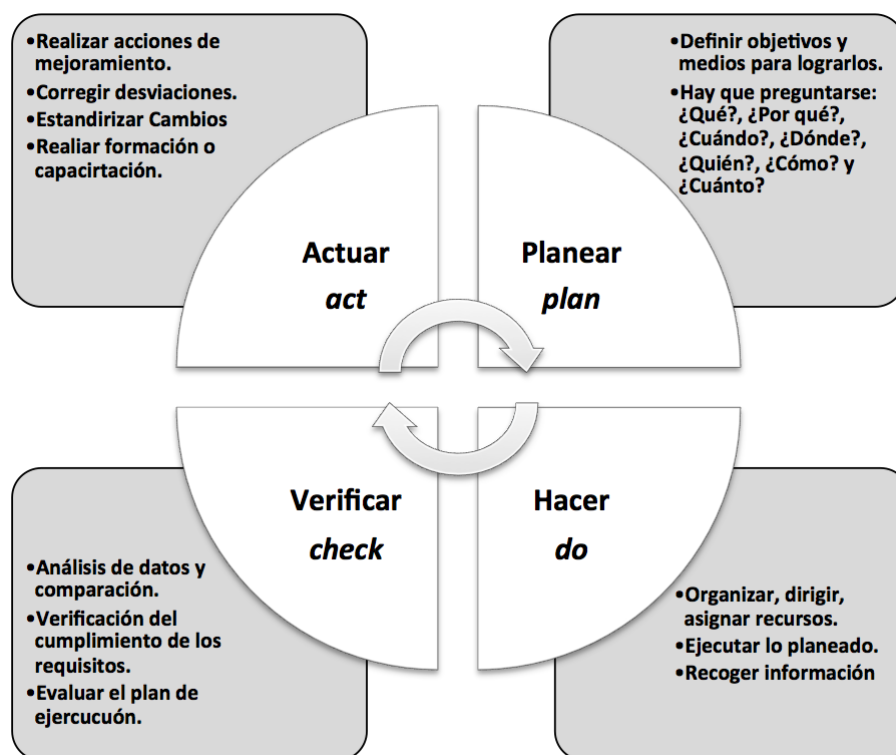 •Realizar acciones de
mejoramiento.
•Corregir desviaciones.
•Estandirizar Cambios
•Realiar formación o
capacirtación.
•Definir objetivos y
medios para lograrlos.
•Hay que preguntarse:
¿Qué?, ¿Por qué?,
¿Cuándo?, ¿Dónde?,
¿Quién?, ¿Cómo? y
¿Cuánto?
Actuar
act
Planear
plan
Verificar
check
Hacer
do
•Análisis de datos y
comparación.
•Verificación del
cumplimiento de los
requisitos.
•Evaluar el plan de
ejercucuón.
•Organizar, dirigir,
asignar recursos.
•Ejecutar lo planeado.
•Recoger información